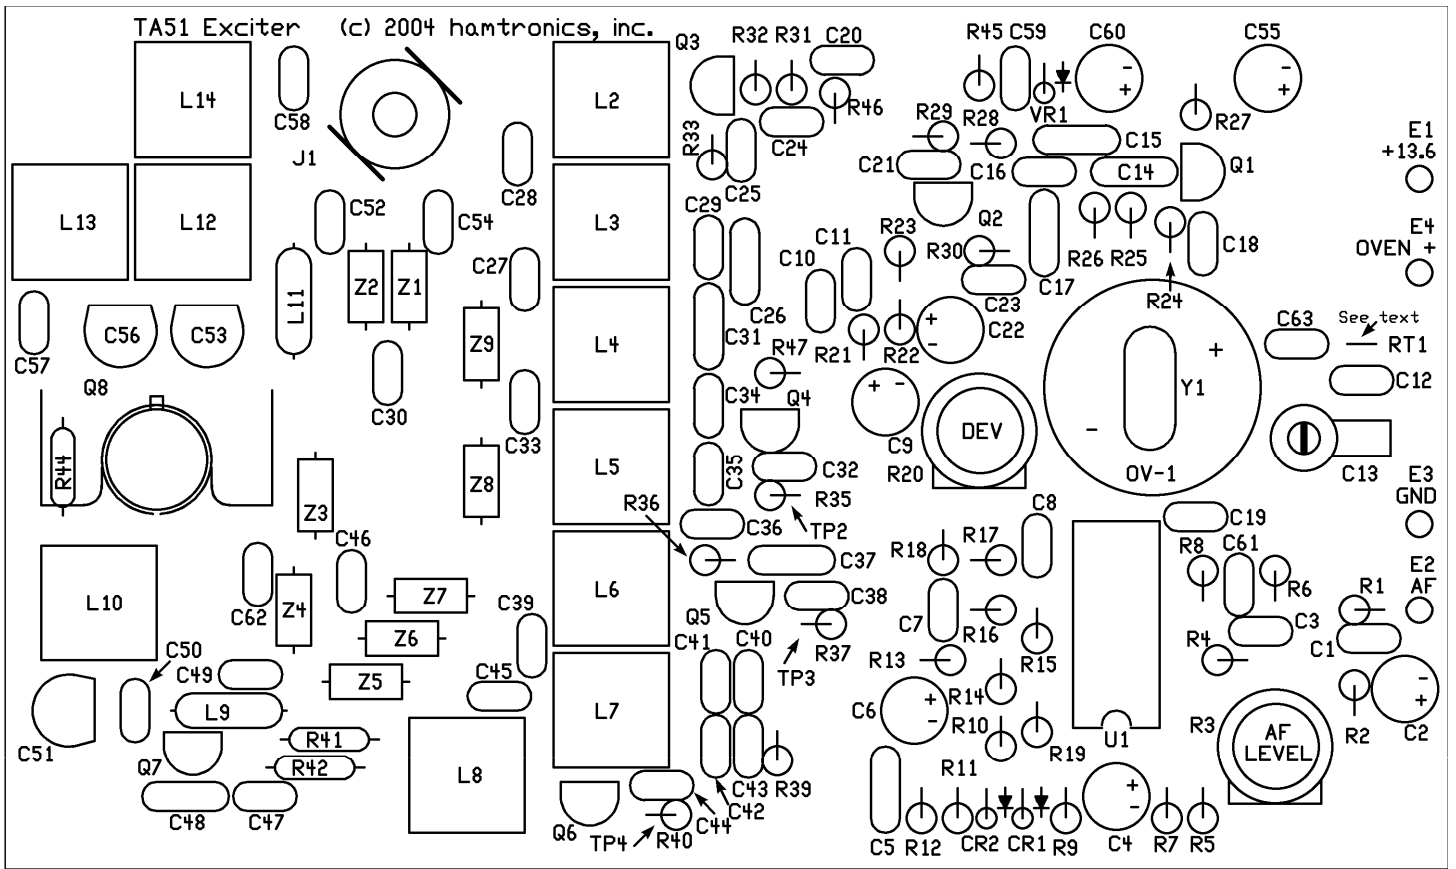 TA51 Exciter (c) 2004 hamtronics, inc.
L14
C58
J1
L13
L12
C52
C54
C28
C27
L11
Z2
Z1
C57
C56
C53
Q8
Z9
C30
C33
R44
Z3
Z8
C46
L10
C62
Z4
Z7
Z6
Z5
C39
C50
C49
C45
L9
C51
Q7
R41
R42
C48
C47
L8
L2
L3
L4
L5
L6
L7
Q3
R32
R31
C20
R46
C24
R33
C25
C29
C26
C31
C10
C11
R47
C34
Q4
C35
C32
R35
TP2
R36
C36
C37
C38
Q5
C40
C41
R37
TP3
C43
R39
C42
C44
Q6
TP4
R40
R45
C59
C60
C55
VR1
R29
R28
C21
C16
C15
C14
R27
Q1
Q2
R23
R30
C23
C17
R26
R25
R24
C18
R21
R22
C22
C9
R20
DEV
Y1
+
-
OV-1
E1
+13.6
E4
OVEN +
See text
C63
RT1
C12
C13
E3
GND
E2
AF
C8
C19
R18
R17
R8
C61
R6
R1
C7
R16
R15
C3
C1
R4
R13
R14
C6
R10
R19
U1
R3
AF
LEVEL
R2
C2
R11
C5
R12
CR2
CR1
R9
C4
R7
R5